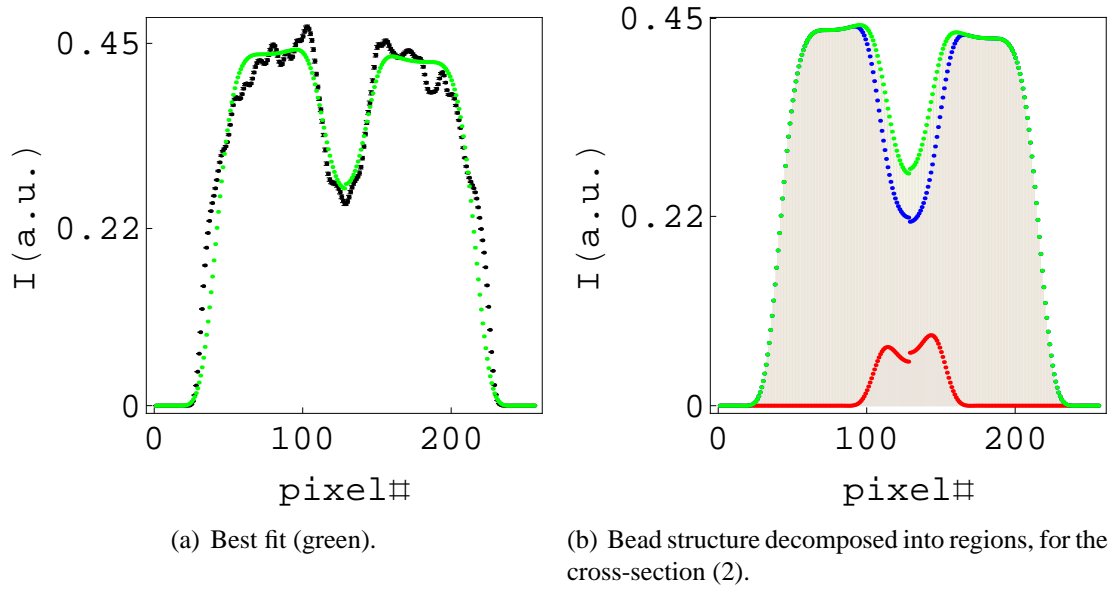 0.45
0.22
0
I(a.u.)
0
100
200
pixel#
(a) Best fit (green).
0.45
0.22
0
I(a.u.)
0
100
200
pixel#
(b) Bead structure decomposed into regions, for the
cross-section (2).